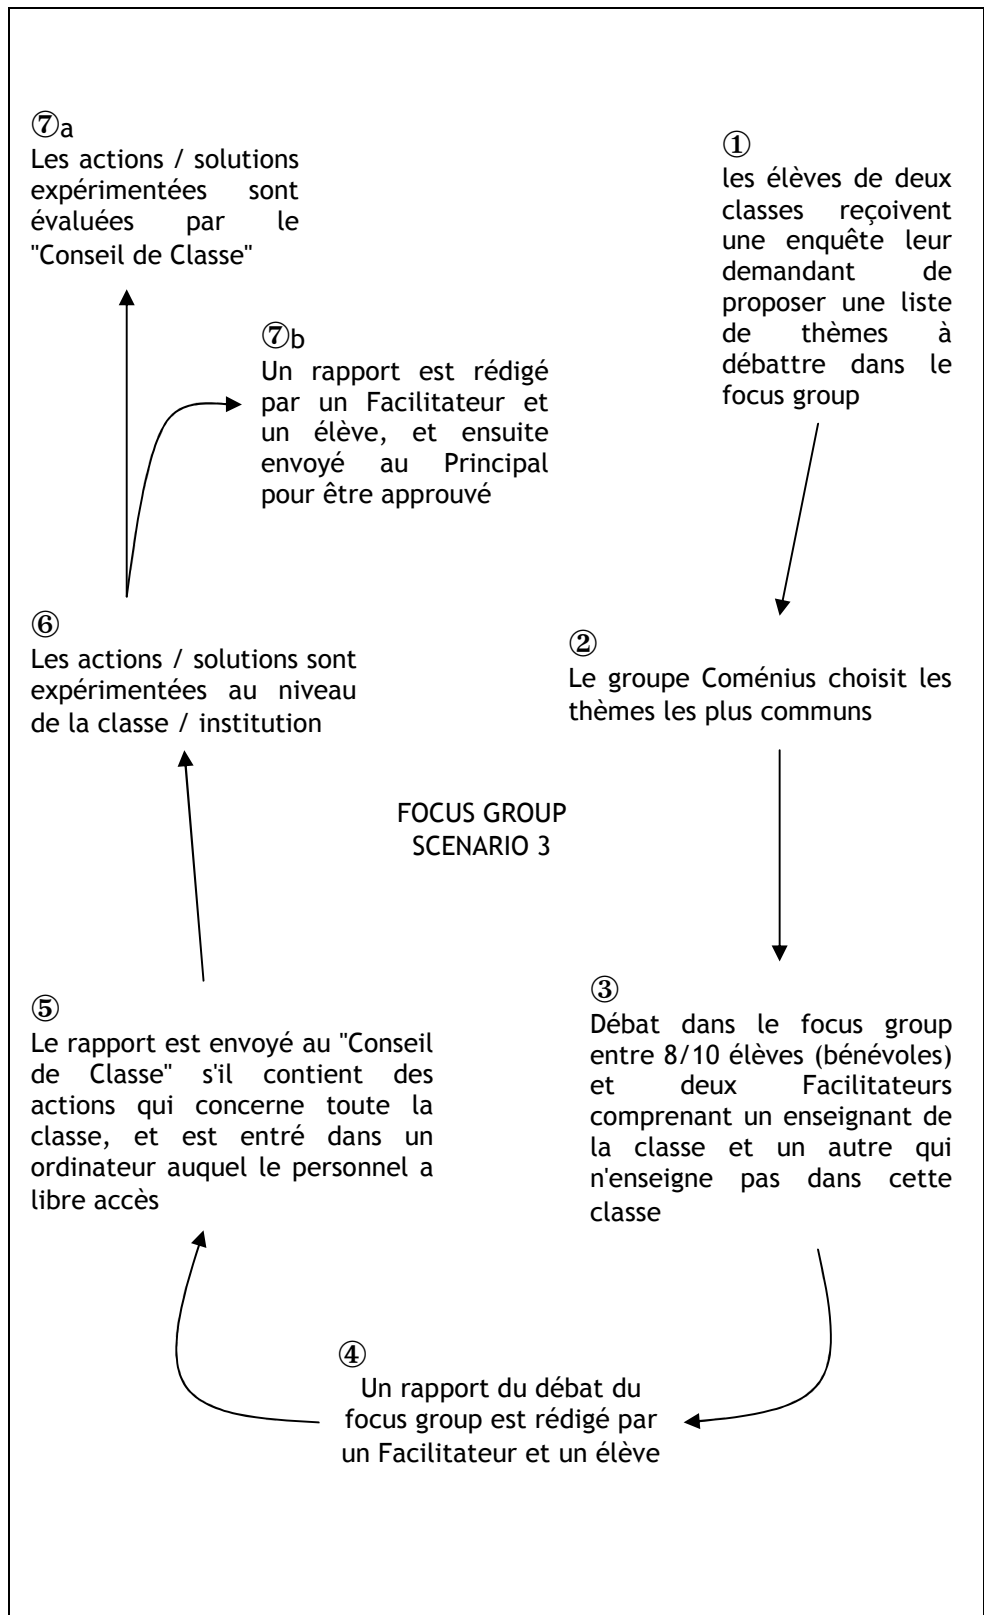 ①
les élèves de deux
classes reçoivent
une enquête leur
demandant de
proposer une liste
de thèmes à
débattre dans le
focus group
②
Le groupe Coménius choisit les
thèmes les plus communs
③
Débat dans le focus group
entre 8/10 élèves (bénévoles)
et deux Facilitateurs
comprenant un enseignant de
la classe et un autre qui
n'enseigne pas dans cette
classe
④
Un rapport du débat du
focus group est rédigé par
un Facilitateur et un élève
⑤
Le rapport est envoyé au "Conseil
de Classe" s'il contient des
actions qui concerne toute la
classe, et est entré dans un
ordinateur auquel le personnel a
libre accès
⑥
Les actions / solutions sont
expérimentées au niveau
de la classe / institution
⑦a
Les actions / solutions
expérimentées sont
évaluées par le
"Conseil de Classe"
⑦b
Un rapport est rédigé
par un Facilitateur et
un élève, et ensuite
envoyé au Principal
pour être approuvé
FOCUS GROUP
SCENARIO 3